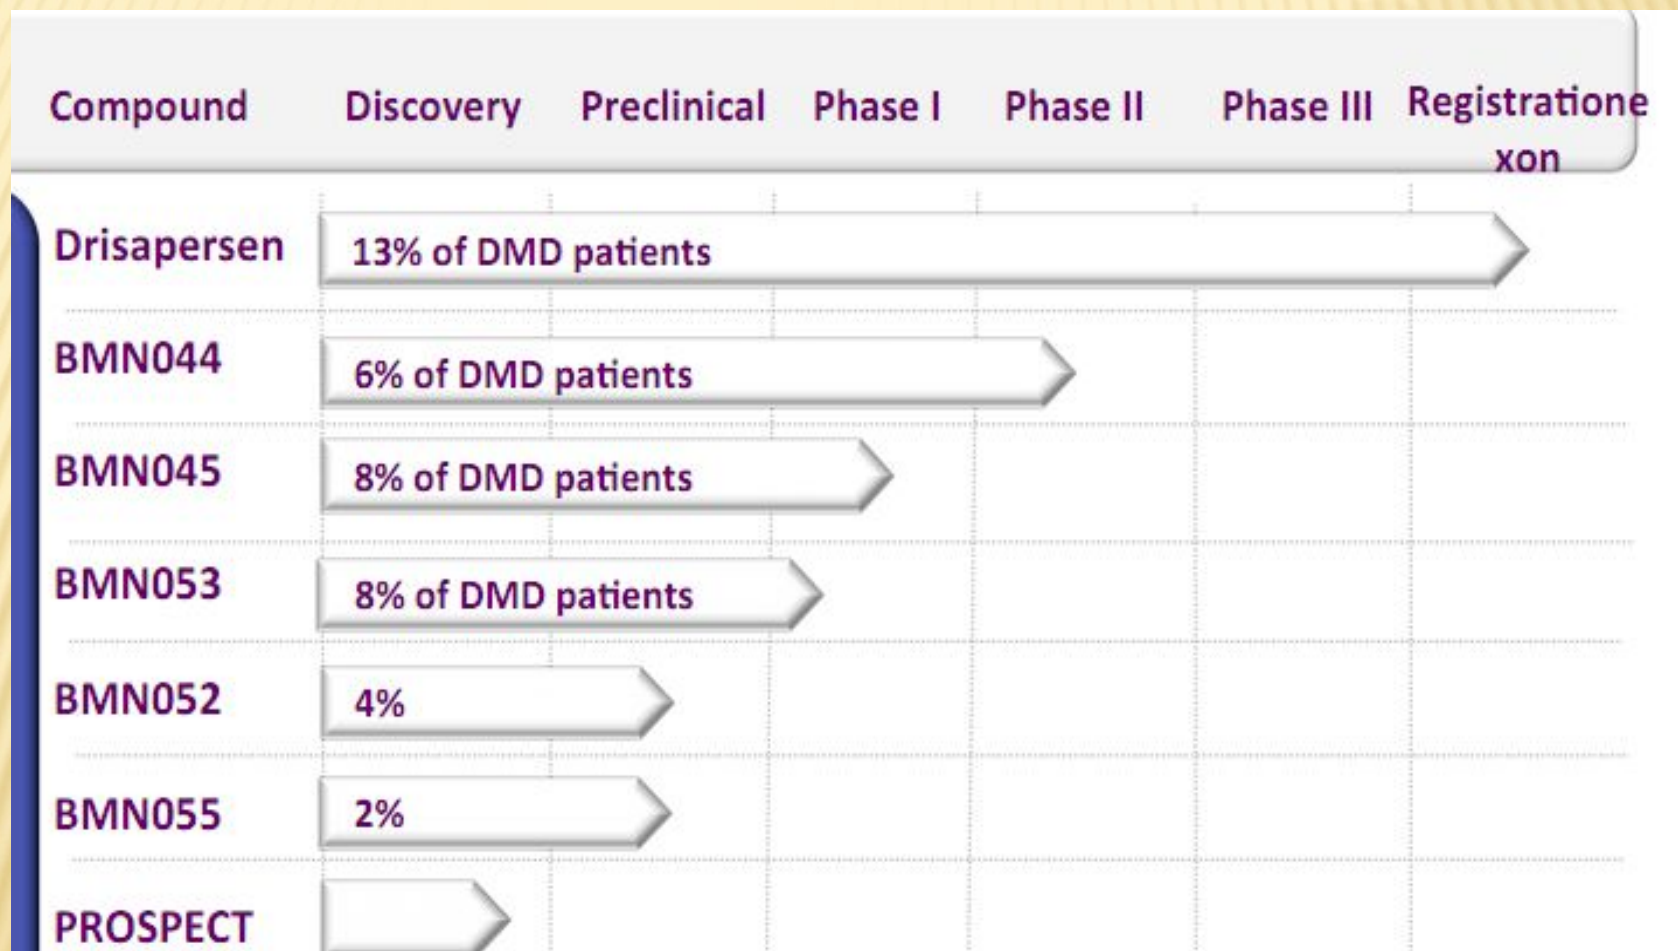 Compound Discovery Preclinical Phase I Phase II Phase III Registratione
xon
Drisapersen 13% of DMD patients
BMN044 6% of DMD patients
BMN045 8% of DMD patients
BMN053 8% of DMD patients
BMN052 4%
BMN055 2%
PROSPECT